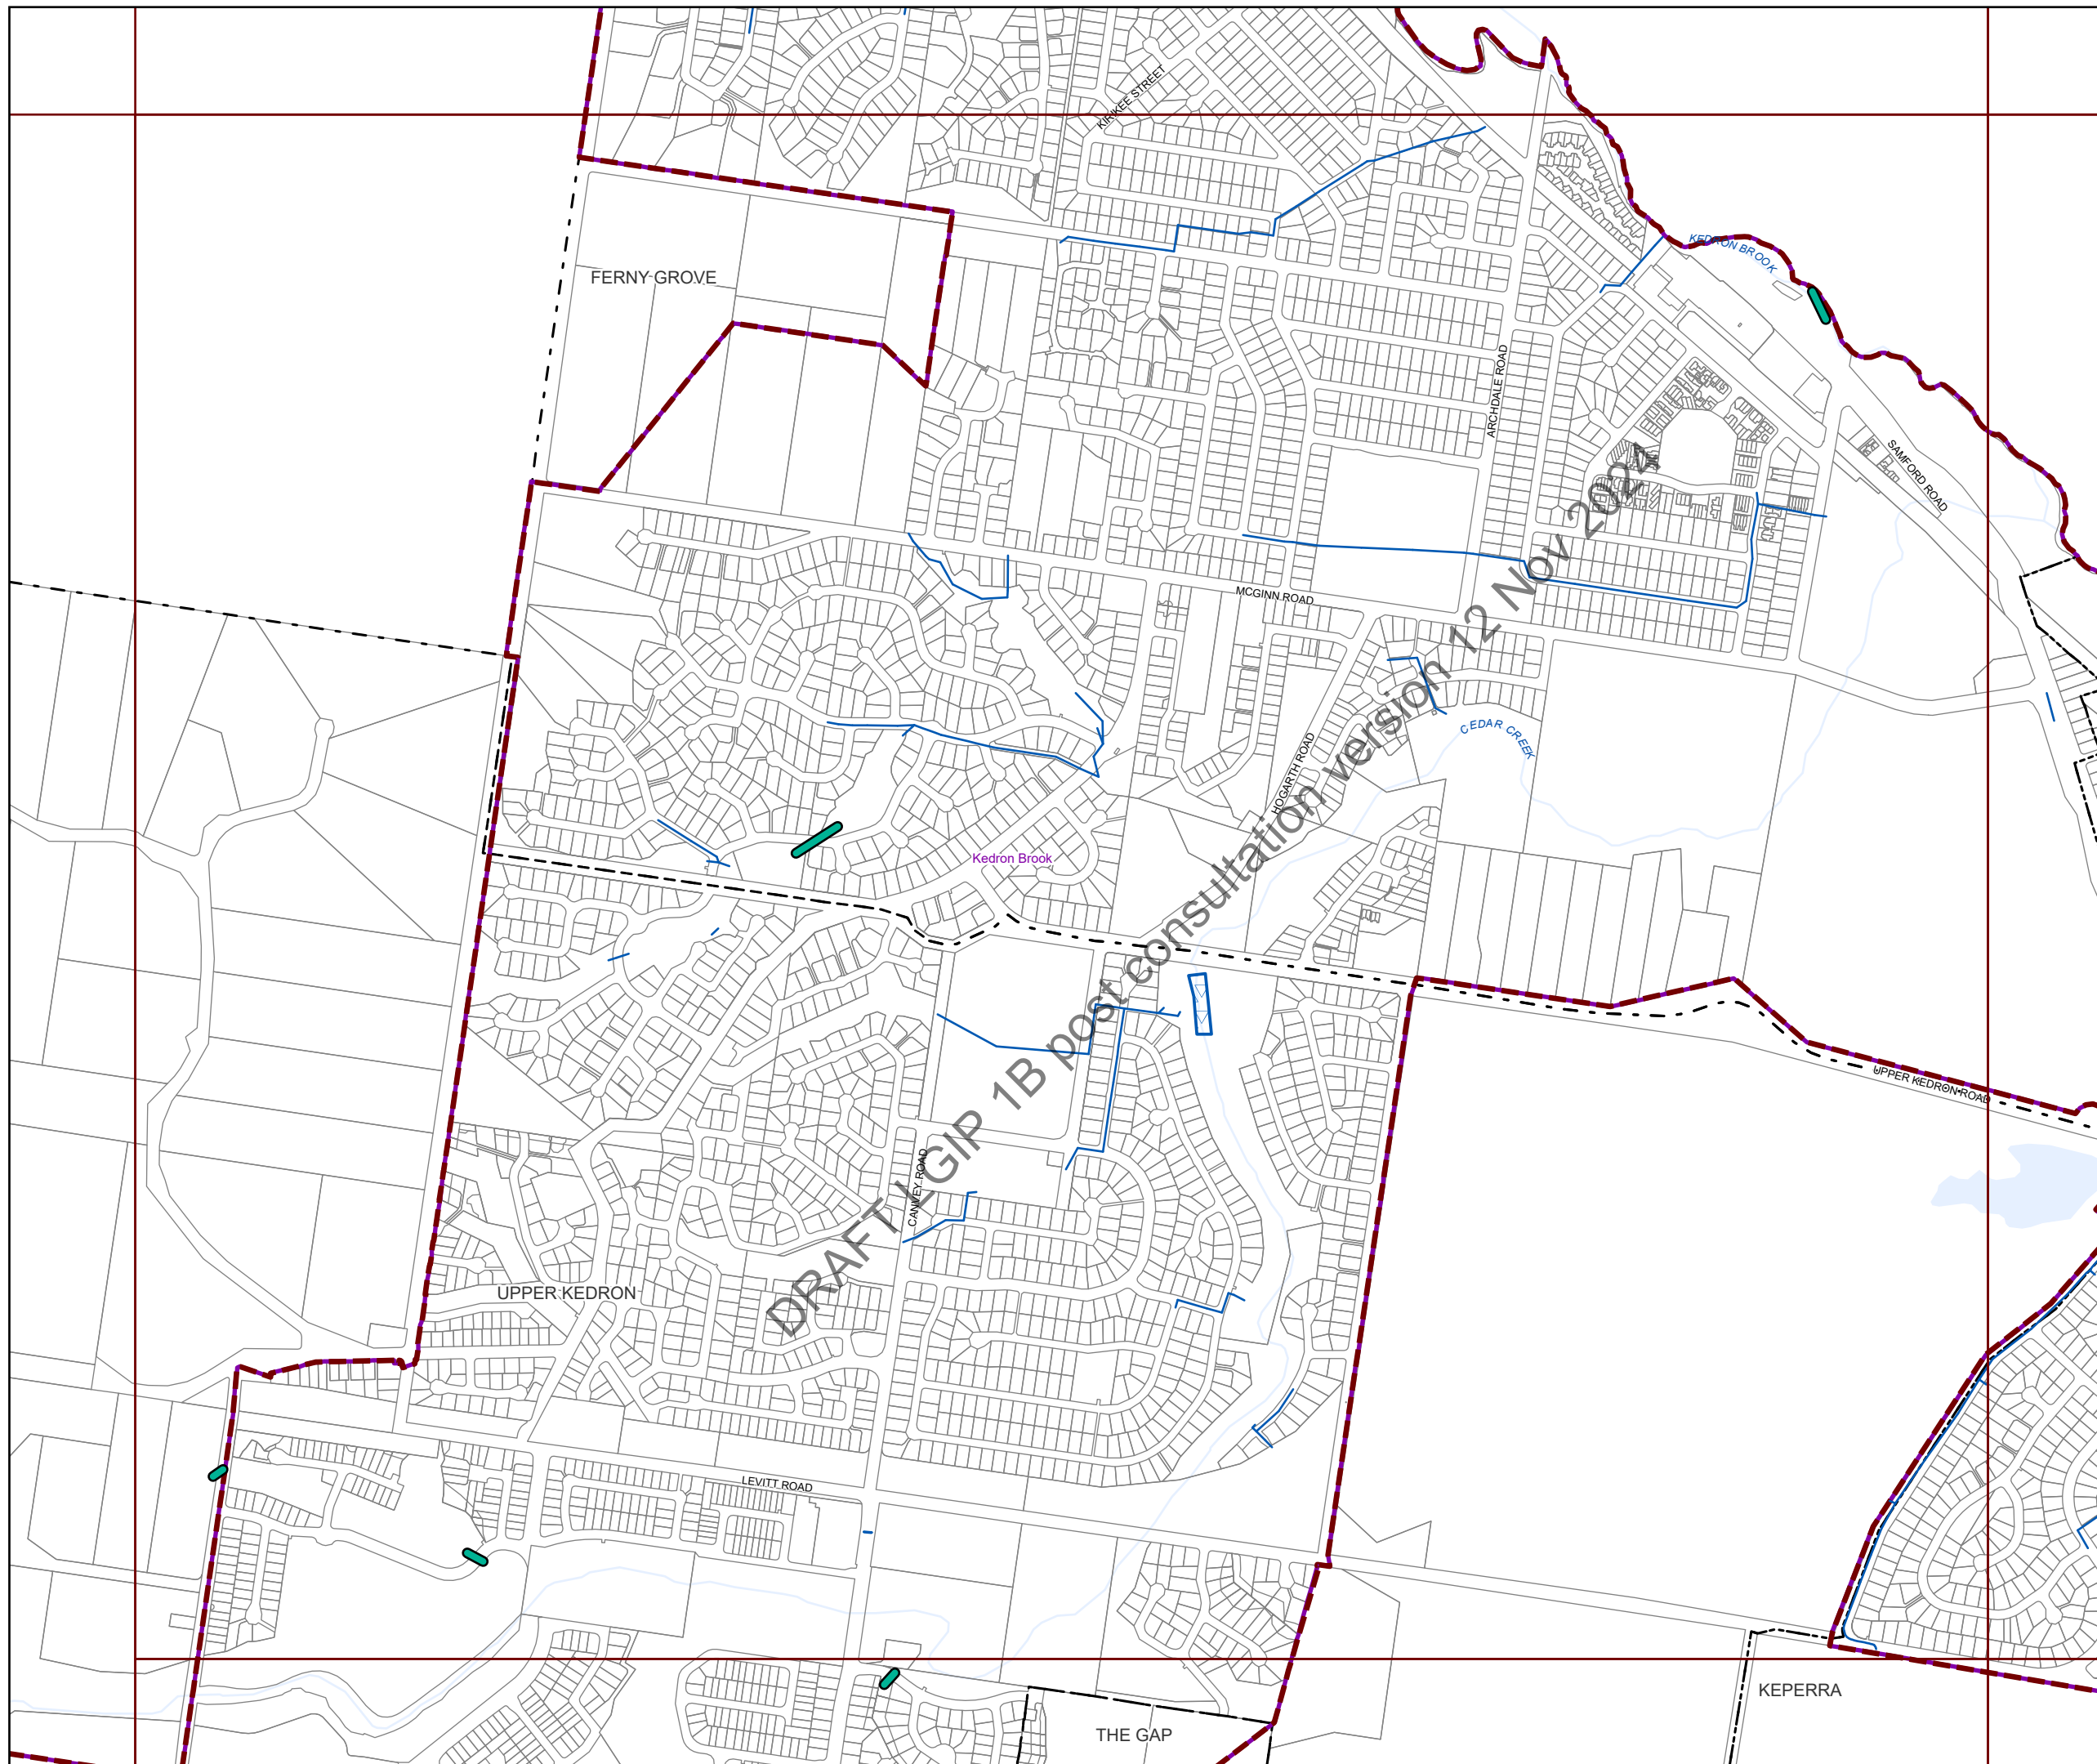 KIRIKEE STREET
KEDRON BROOK
FERNY GROVE
ARCHDALE ROAD
SAMFORD ROAD
MCGINN ROAD
CEDAR CREEK
HOGARTH ROAD
Kedron Brook
DRAFT LGIP 1B post consultation version 12 Nov 2024
UPPER KEDRON ROAD
CANVEY ROAD
UPPER KEDRON
LEVITT ROAD
KEPERRA
THE GAP